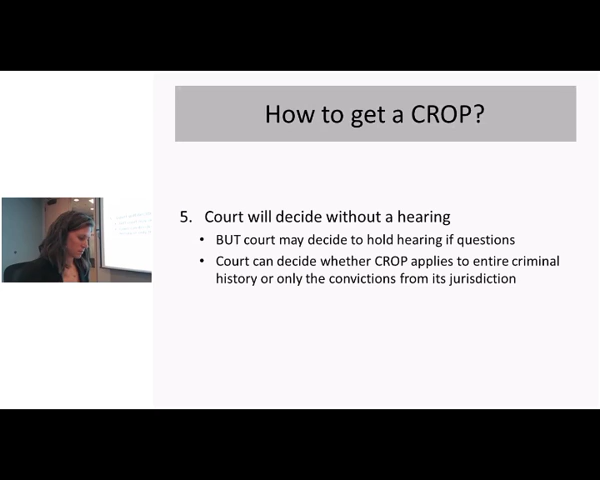 How to get a CROP?
5. Court will decide without a hearing
• BUT court may decide to hold hearing if questions
• Court can decide whether CROP applies to entire criminal
history or only the convictions from its jurisdiction